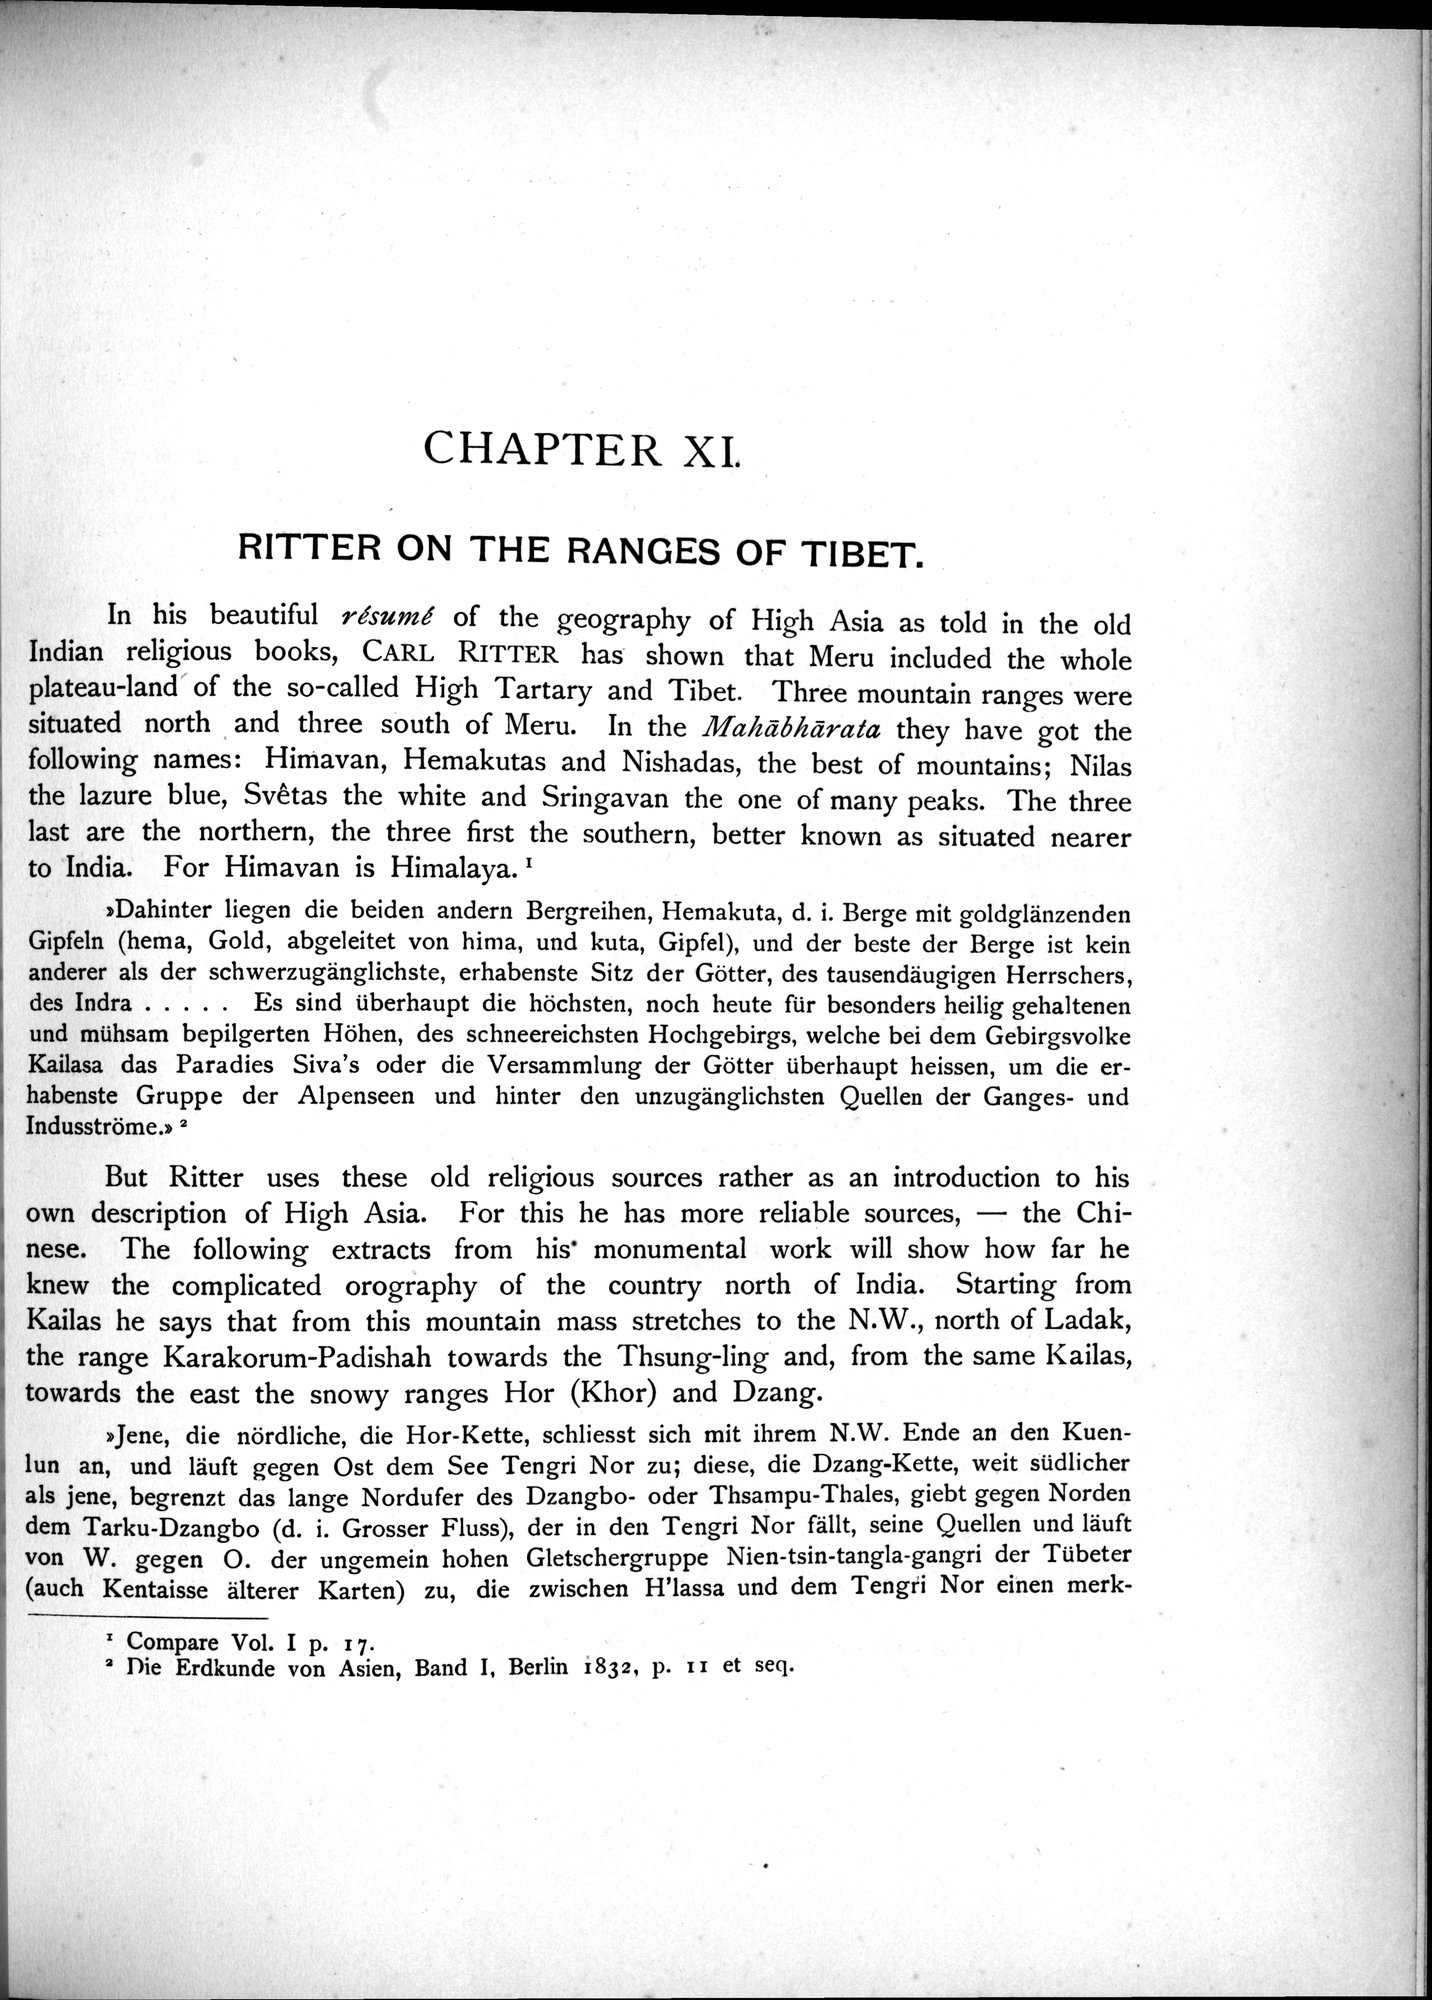 CHAPTER XI.
RITTER ON THE RANGES OF TIBET.
In his beautiful résumé of the geography of High Asia as told in the old
Indian religious books, CARL RITTER has shown that Meru included the whole
plateau-land of the so-called High Tartary and Tibet. Three mountain ranges were
situated north and three south of Meru. In the Mahābhārata they have got the
following names: Himavan, Hemakutas and Nishadas, the best of mountains; Nilas
the lazure blue, Svêtas the white and Sringavan the one of many peaks. The three
last are the northern, the three first the southern, better known as situated nearer
to India. For Himavan is Himalaya. ¹
»Dahinter liegen die beiden andern Bergreihen, Hemakuta, d. i. Berge mit goldglänzenden
Gipfeln (hema, Gold, abgeleitet von hima, und kuta, Gipfel), und der beste der Berge ist kein
anderer als der schwerzugänglichste, erhabenste Sitz der Götter, des tausendäugigen Herrschers,
des Indra . . . . . Es sind überhaupt die höchsten, noch heute für besonders heilig gehaltenen
und mühsam bepilgerten Höhen, des schneereichsten Hochgebirgs, welche bei dem Gebirgsvolke
Kailasa das Paradies Siva's oder die Versammlung der Götter überhaupt heissen, um die er-
habenste Gruppe der Alpenseen und hinter den unzugänglichsten Quellen der Ganges- und
Indusströme.» ²
But Ritter uses these old religious sources rather as an introduction to his
own description of High Asia. For this he has more reliable sources, — the Chi-
nese. The following extracts from his monumental work will show how far he
knew the complicated orography of the country north of India. Starting from
Kailas he says that from this mountain mass stretches to the N.W., north of Ladak,
the range Karakorum-Padishah towards the Thsung-ling and, from the same Kailas,
towards the east the snowy ranges Hor (Khor) and Dzang.
»Jene, die nördliche, die Hor-Kette, schliesst sich mit ihrem N.W. Ende an den Kuen-
lun an, und läuft gegen Ost dem See Tengri Nor zu; diese, die Dzang-Kette, weit südlicher
als jene, begrenzt das lange Nordufer des Dzangbo- oder Thsampu-Thales, giebt gegen Norden
dem Tarku-Dzangbo (d. i. Grosser Fluss), der in den Tengri Nor fällt, seine Quellen und läuft
von W. gegen O. der ungemein hohen Gletschergruppe Nien-tsin-tangla-gangri der Tübeter
(auch Kentaisse älterer Karten) zu, die zwischen H'lassa und dem Tengri Nor einen merk-
¹ Compare Vol. I p. 17.
² Die Erdkunde von Asien, Band I, Berlin 1832, p. 11 et seq.